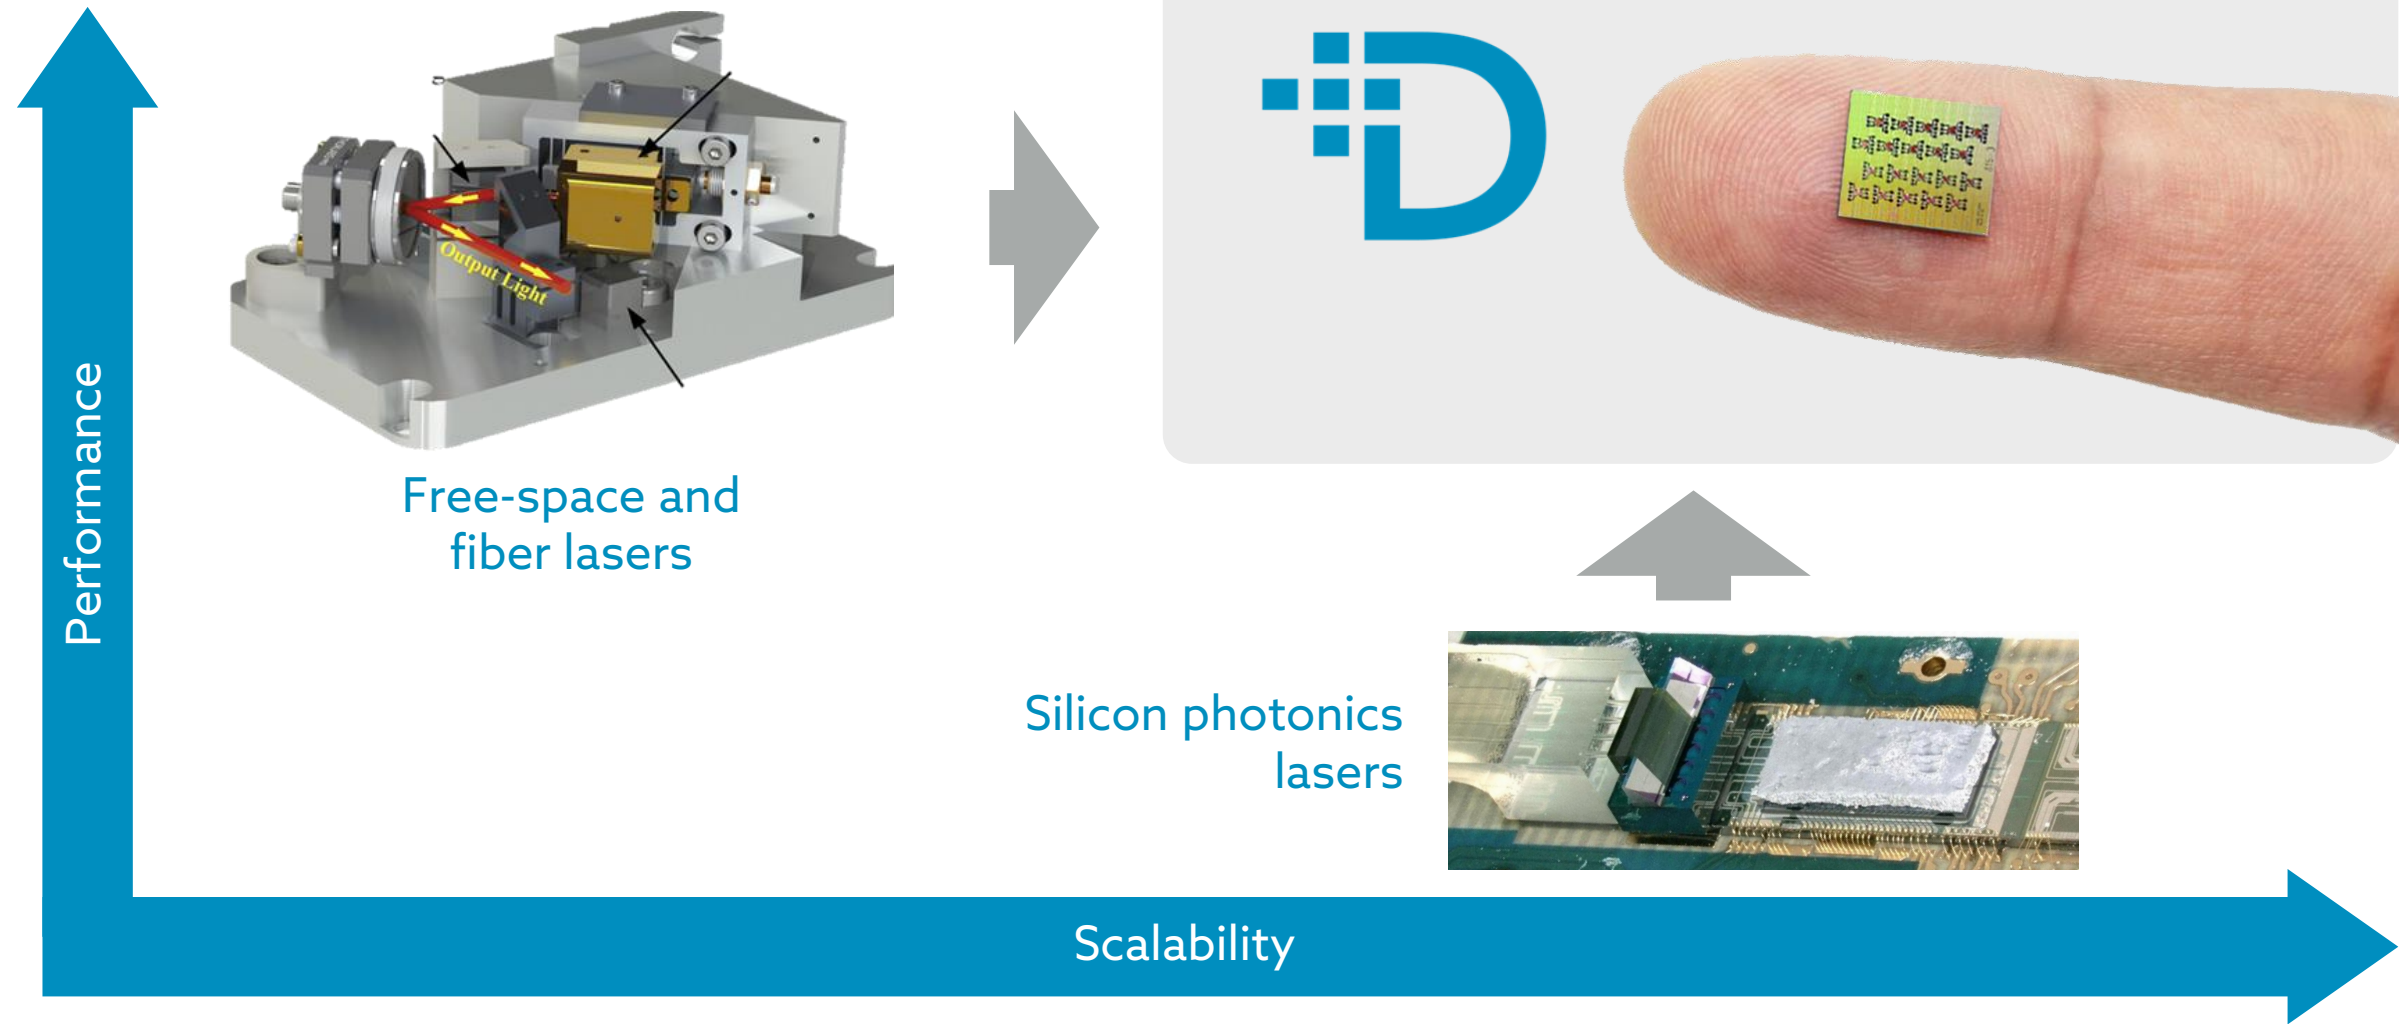 Output Light
Free-space and
fiber lasers
Performance
Silicon photonics
lasers
Scalability